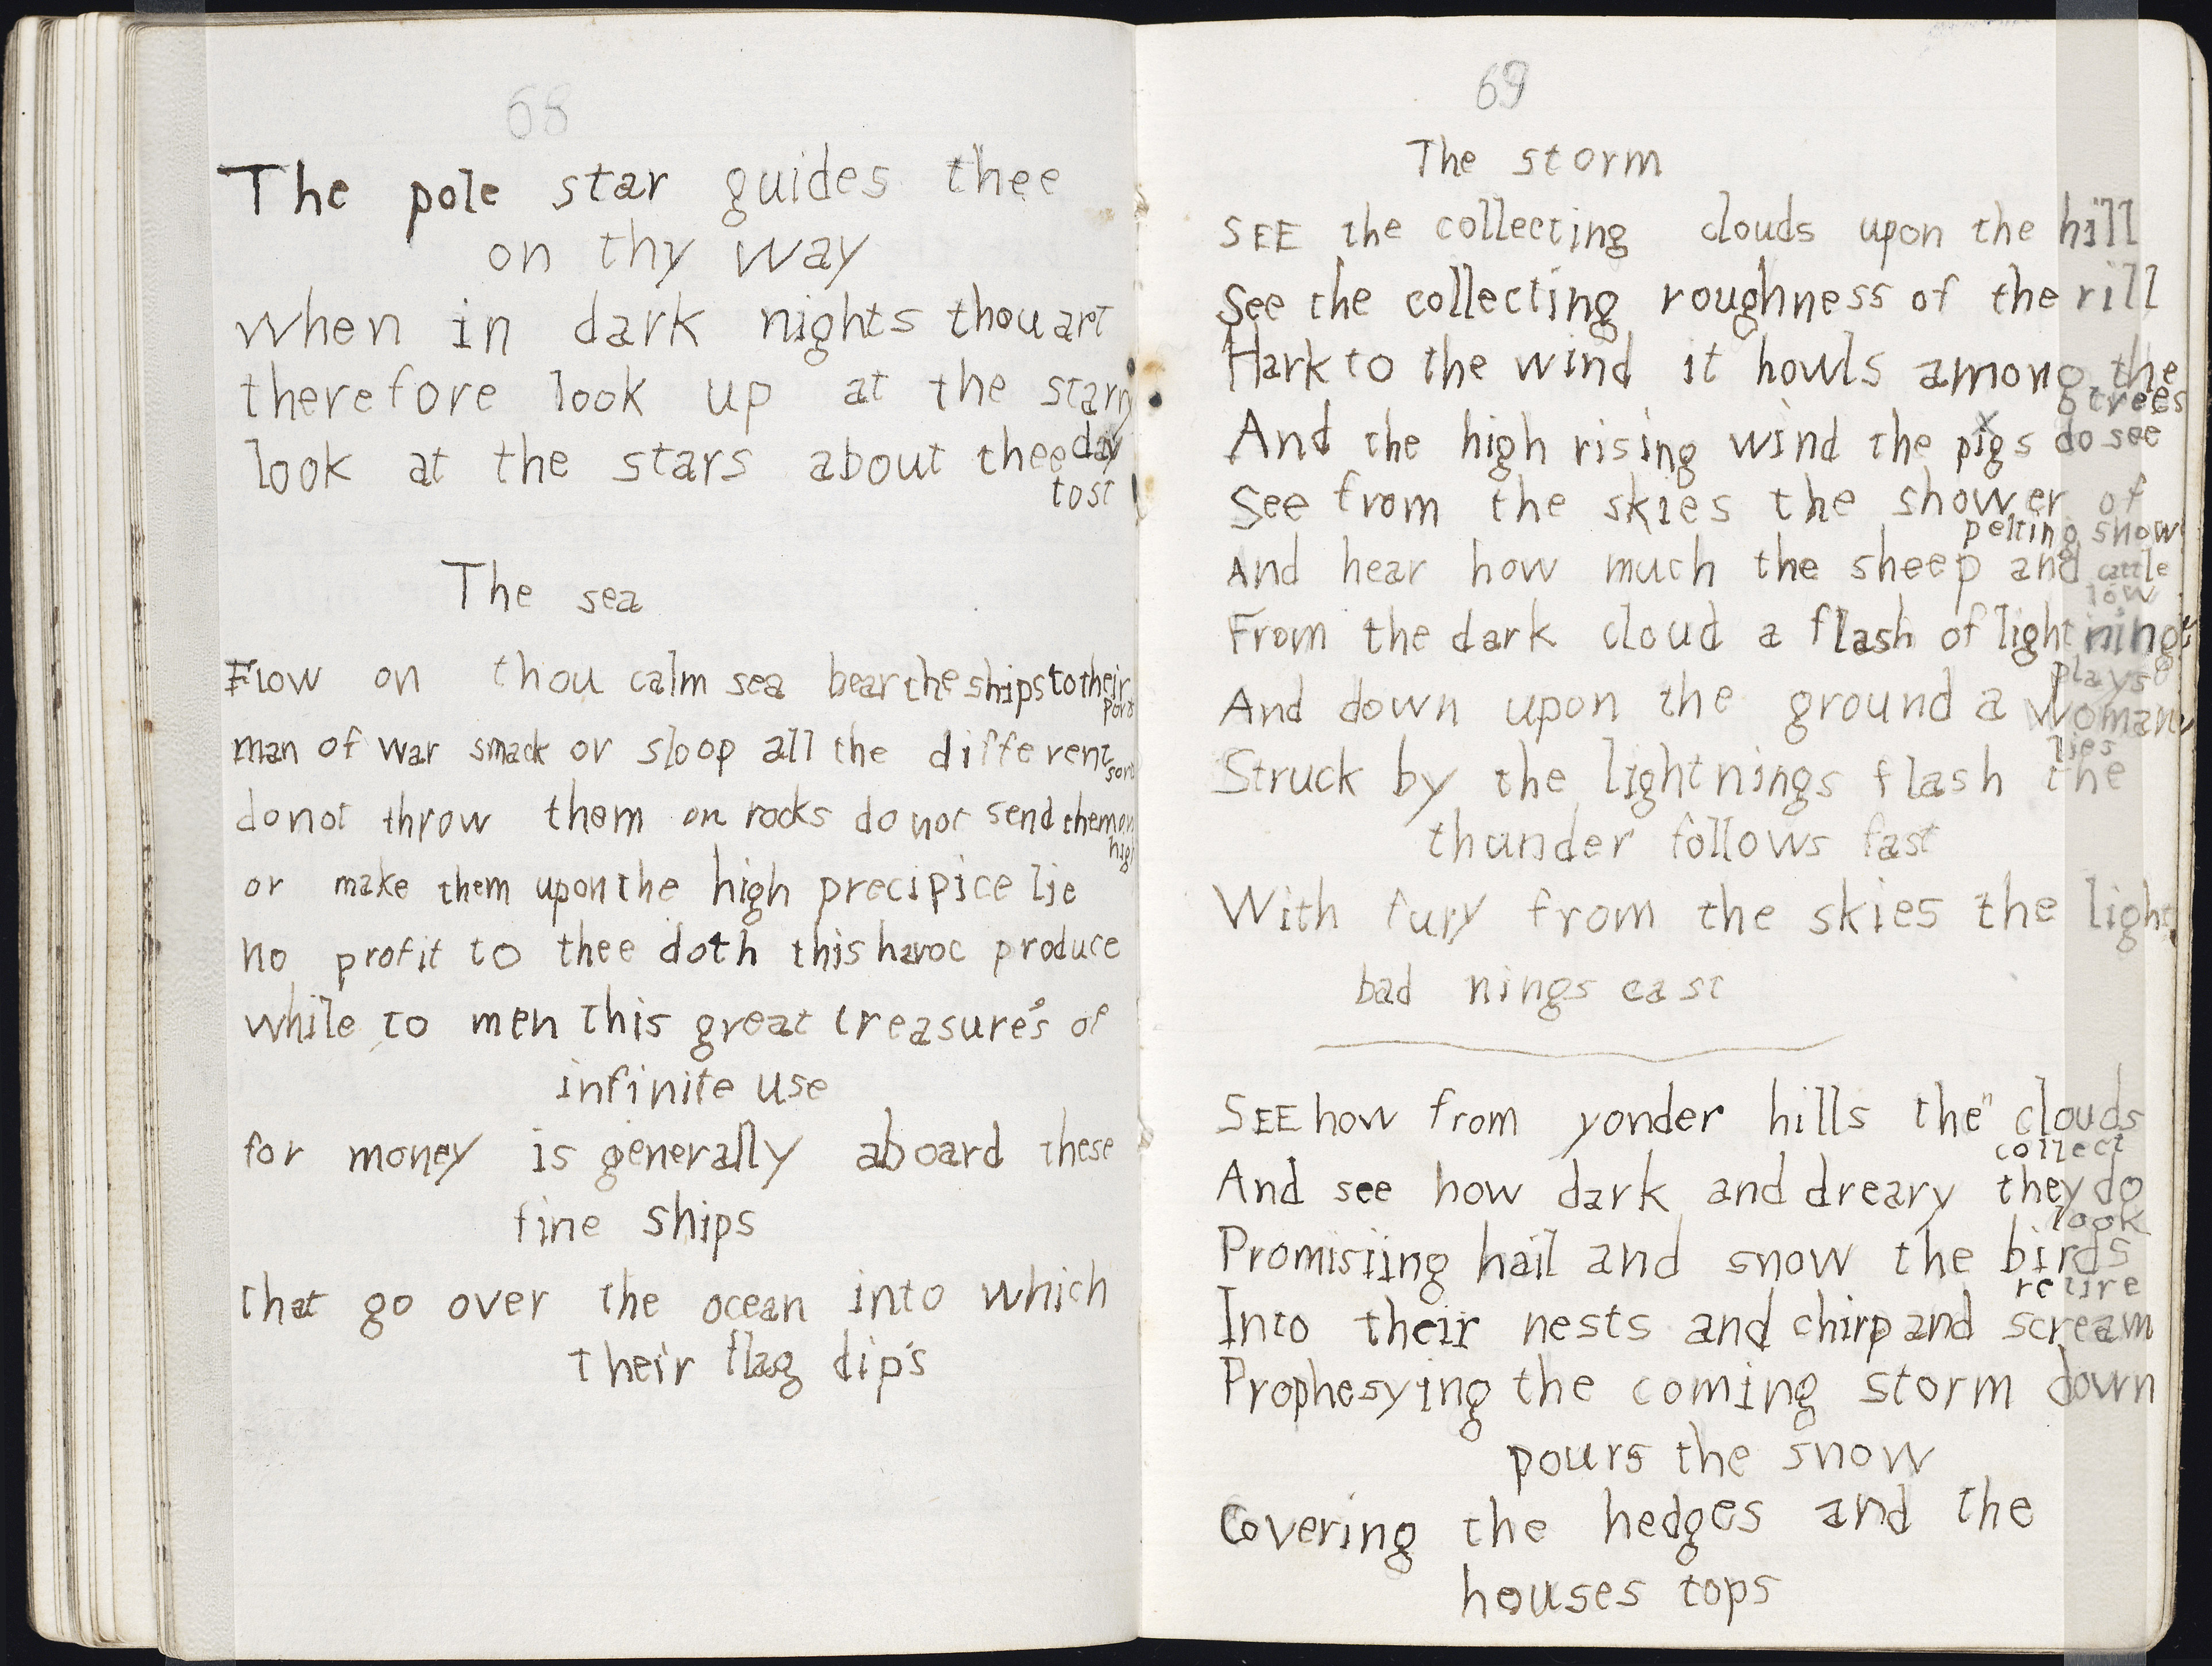 68
The pole star guides thee
on thy way
when in dark nights thou art
therefore look up at the starry
day
look at the stars about thee
tost
The sea
Flow on thou calm sea bear the ships to their
port
man of war smack or sloop all the different
sort
do not throw them on rocks do not send them on
high
or make them upon the high precipice lie
no profit to thee doth this havoc produce
while to men this great treasure's of
infinite use
for money is generally aboard these
fine ships
that go over the ocean into which
their flag dip's
69
The storm
SEE the collecting clouds upon the hill
See the collecting roughness of the rill
Hark to the wind it howls among the
trees
And the high rising wind the pigs do see
See from the skies the shower of
pelting snow
And hear how much the sheep and cattle
low
From the dark cloud a flash of lightning
plays
And down upon the ground a woman
lies
Struck by the lightnings flash the
thunder follows fast
With fury from the skies the light
bad nings cast
SEE how from yonder hills the" clouds
collect
And see how dark and dreary they do
look
Promisiing hail and snow the birds
retire
Into their nests and chirp and scream
Prophesying the coming storm down
pours the snow
Covering the hedges and the
houses tops